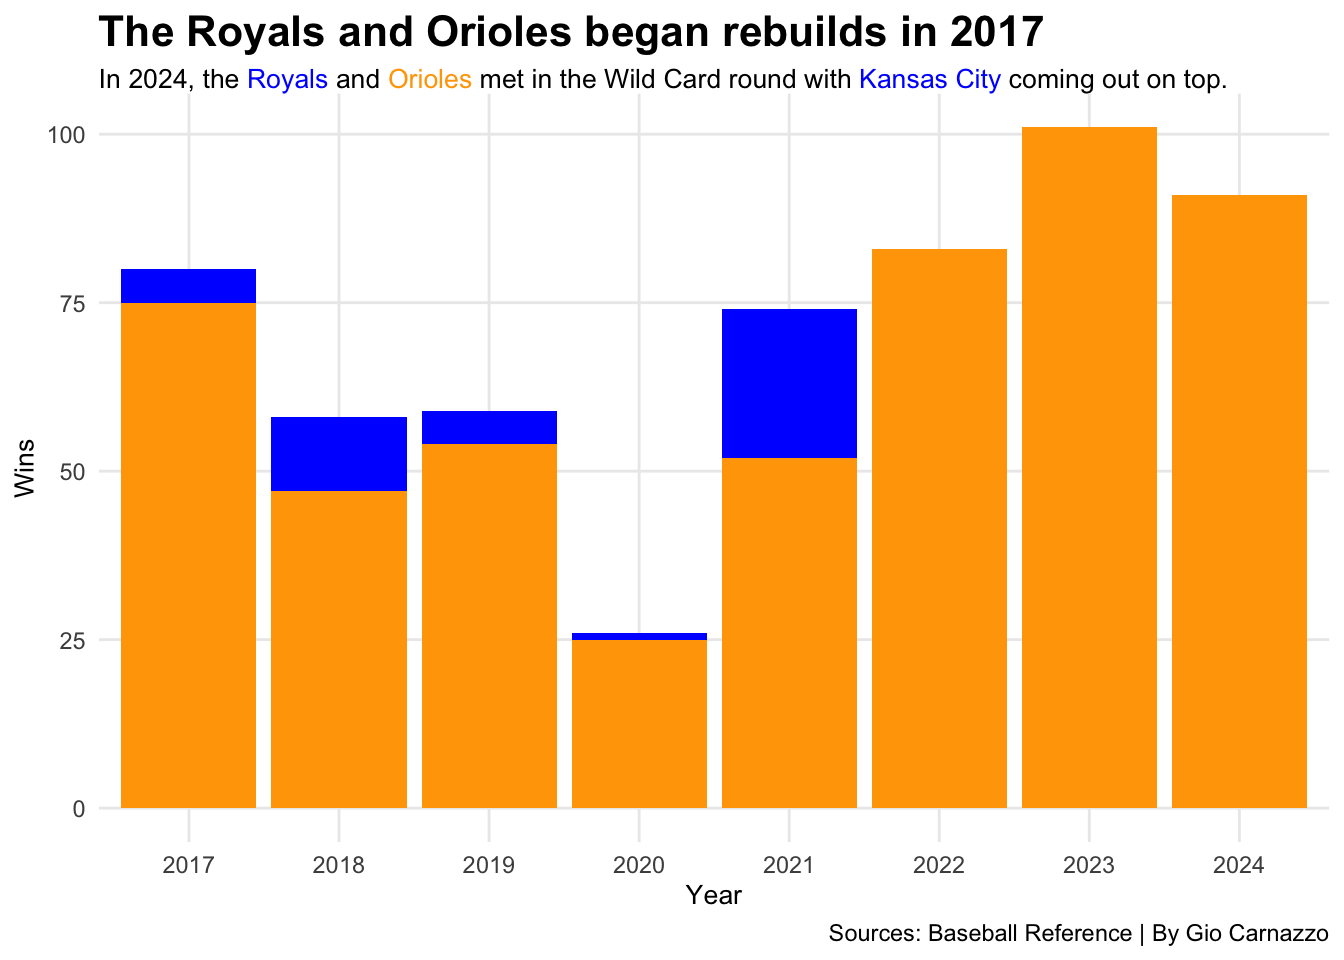 The Royals and Orioles began rebuilds in 2017
In 2024, the Royals and Orioles met in the Wild Card round with Kansas City coming out on top.
100
75
50
25
0
Wins
2017 2018 2019 2020 2021 2022 2023 2024
Year
Sources: Baseball Reference | By Gio Carnazzo